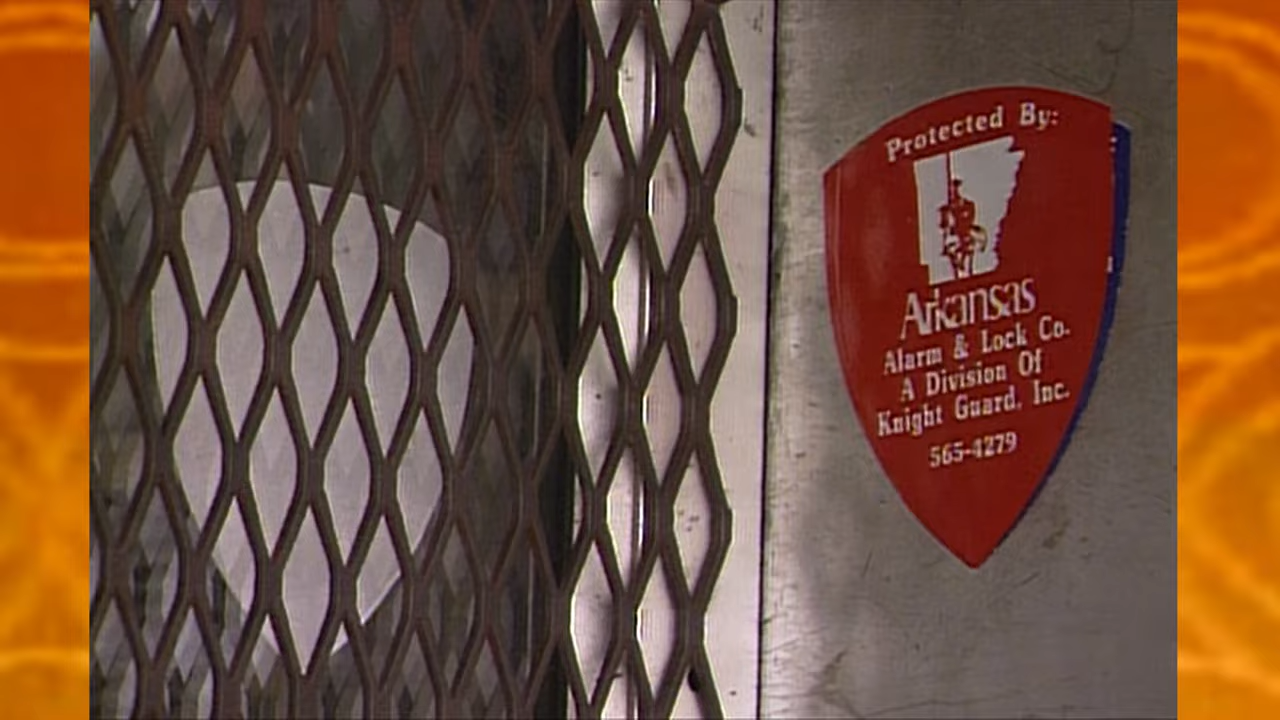 Protected By:
Arkansas
Alarm & Lock Co.
A Division Of
Knight Guard, Inc.
565-4279